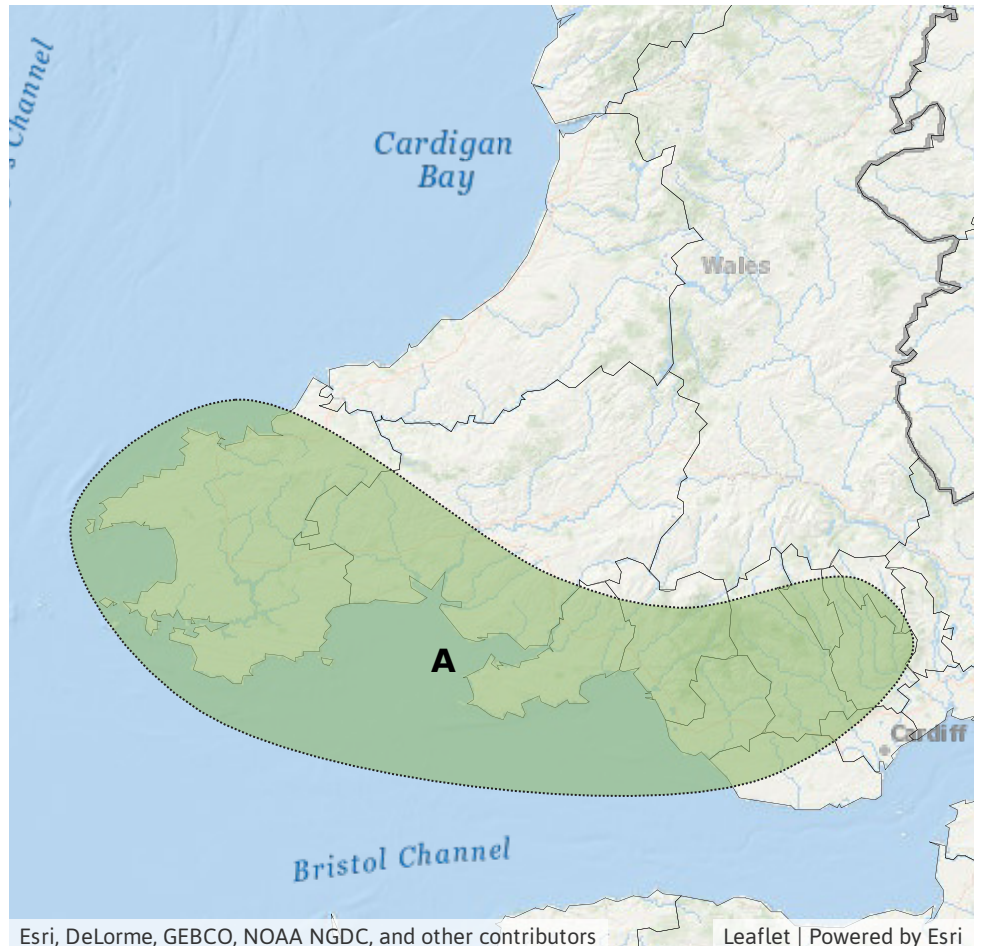 s Channel
Cardigan
Bay
Wales
A
Cardiff
Bristol Channel
Esri, DeLorme, GEBCO, NOAA NGDC, and other contributors
Leaflet | Powered by Esri